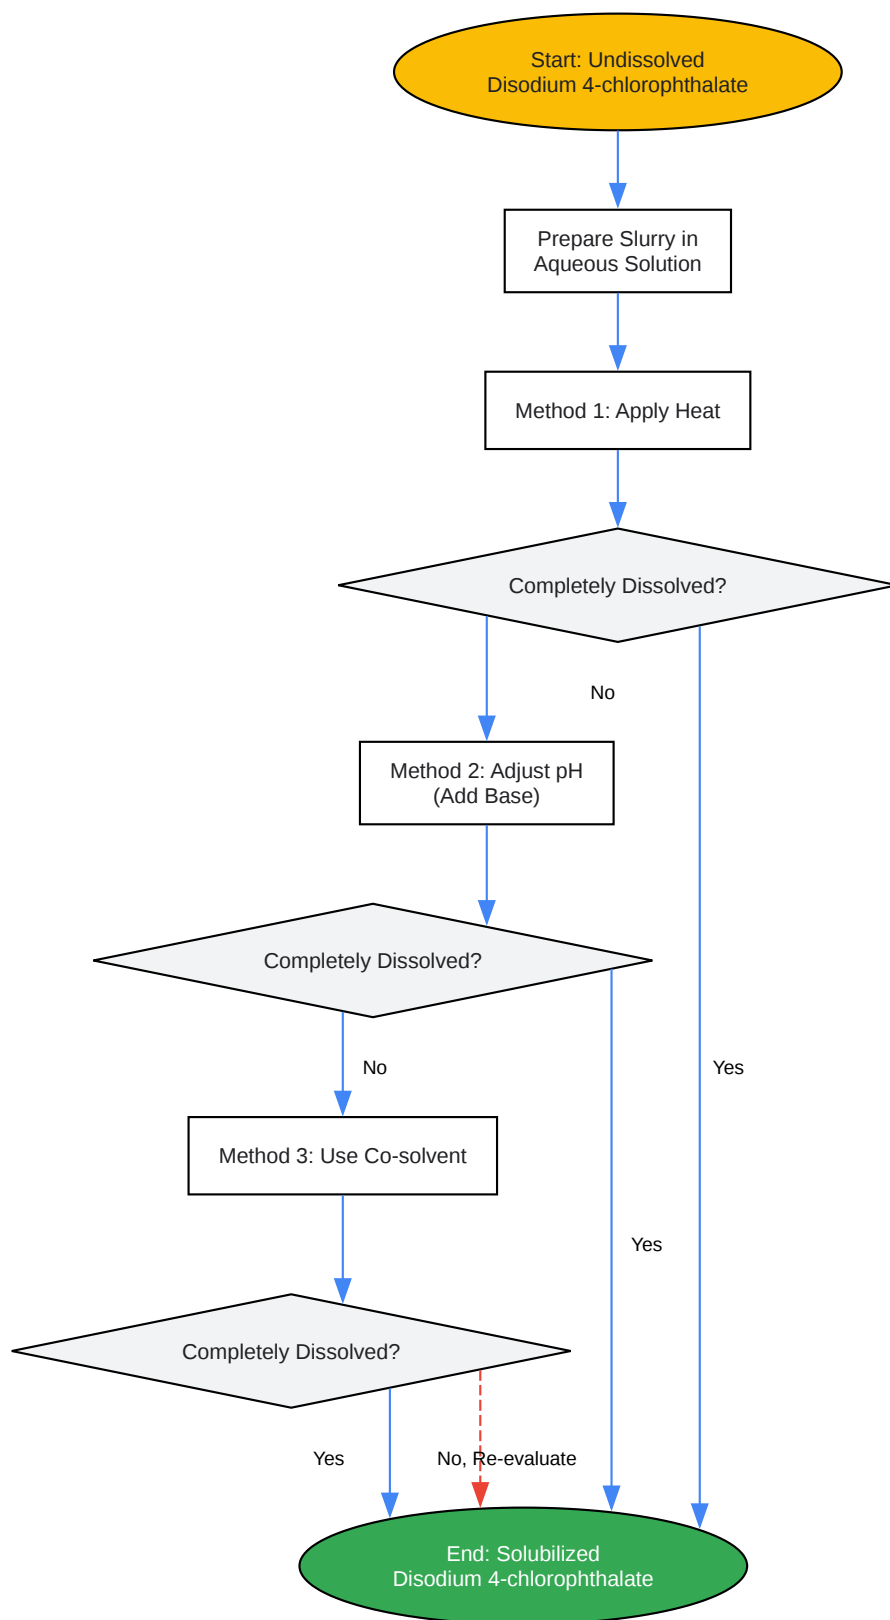 Start: Undissolved
Disodium 4-chlorophthalate
Prepare Slurry in
Aqueous Solution
Method 1: Apply Heat
Completely Dissolved?
No
Method 2: Adjust pH
(Add Base)
Completely Dissolved?
No
Yes
Method 3: Use Co-solvent
Yes
Completely Dissolved?
Yes
No, Re-evaluate
End: Solubilized
Disodium 4-chlorophthalate